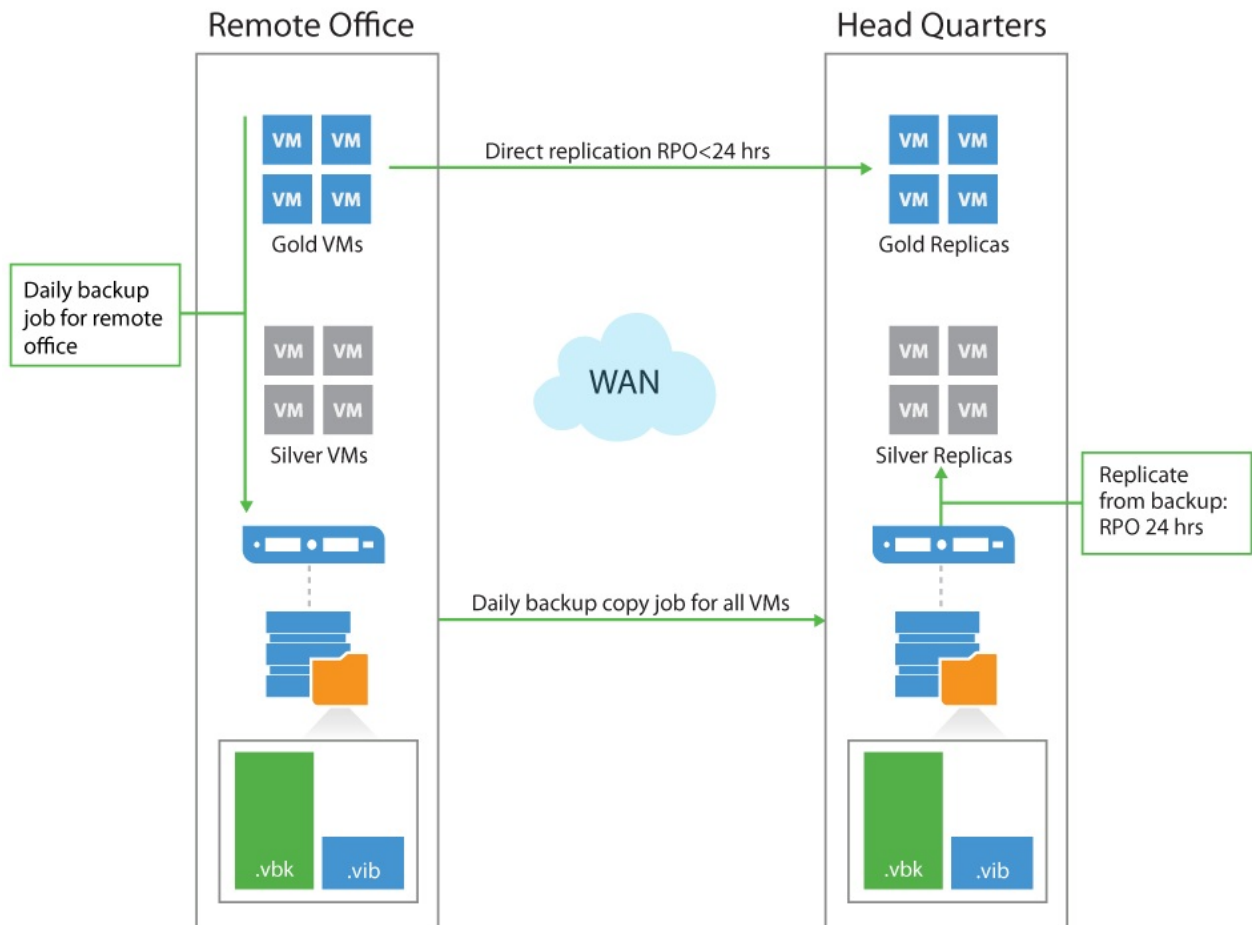 Remote Office
Head Quarters
VM VM
VM VM
Gold VMs
Direct replication RPO<24 hrs
VM VM
VM VM
Gold Replicas
Daily backup
job for remote
office
VM VM
VM VM
Silver VMs
WAN
VM VM
VM VM
Silver Replicas
Replicate
from backup:
RPO 24 hrs
Daily backup copy job for all VMs
.vbk
.vib
.vbk
.vib